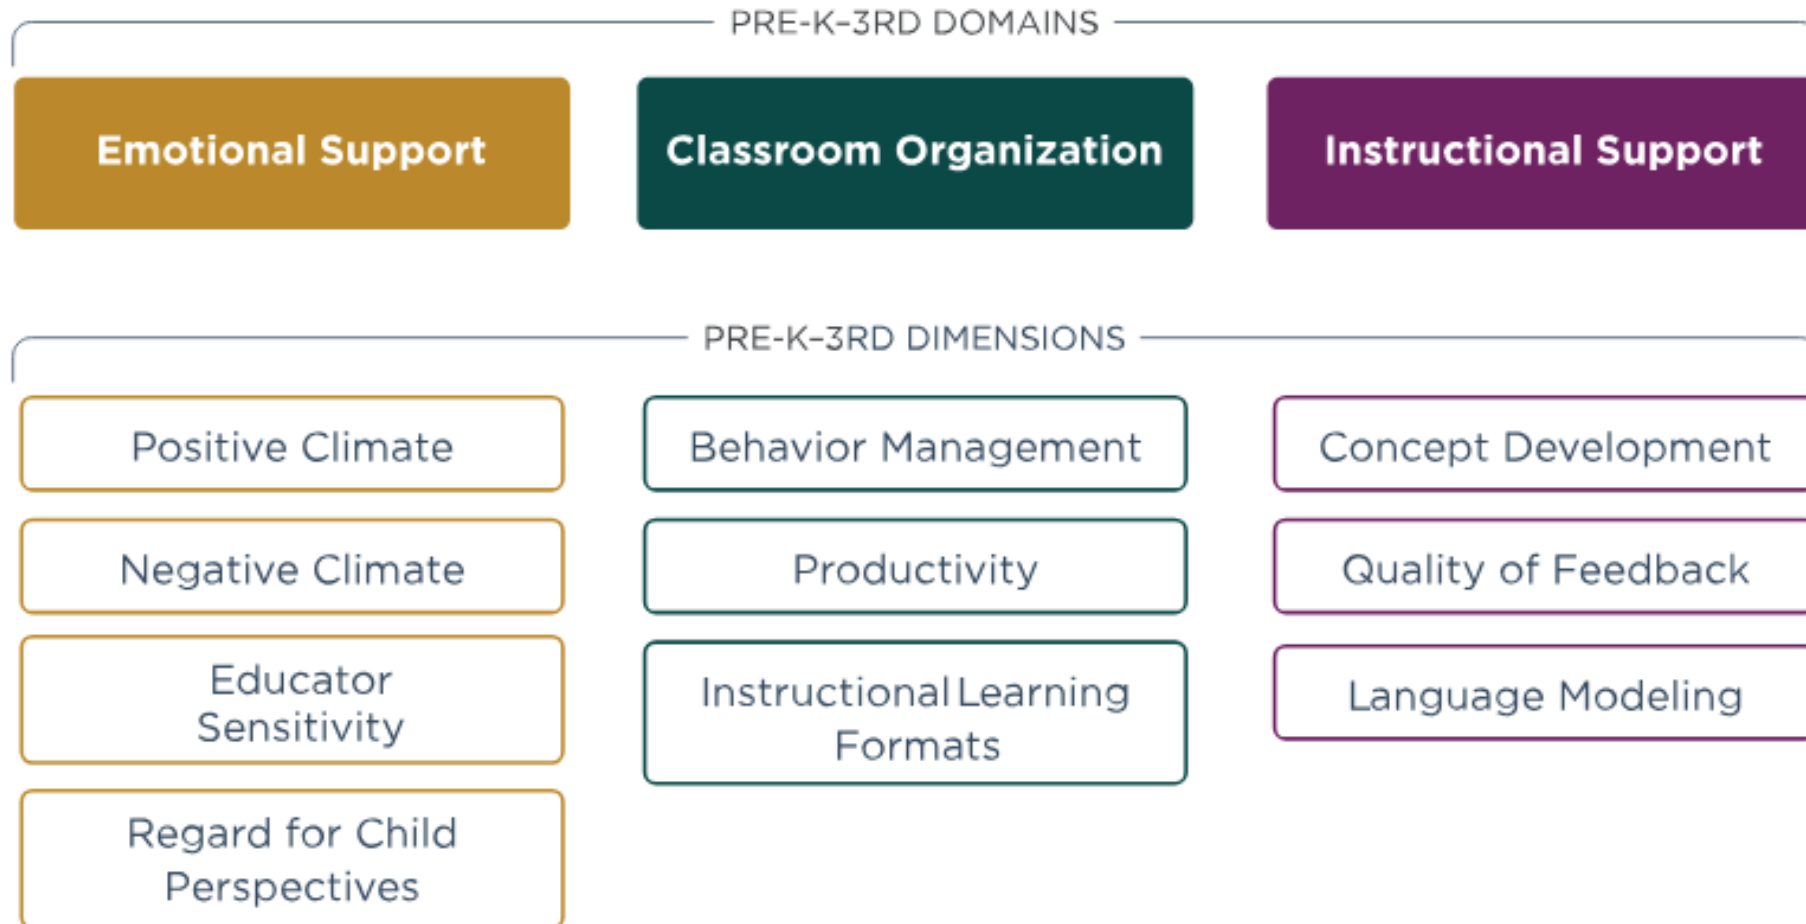 PRE-K–3RD DOMAINS
Emotional Support
Classroom Organization
Instructional Support
PRE-K–3RD DIMENSIONS
Positive Climate
Negative Climate
Educator
Sensitivity
Regard for Child
Perspectives
Behavior Management
Productivity
Instructional Learning
Formats
Concept Development
Quality of Feedback
Language Modeling